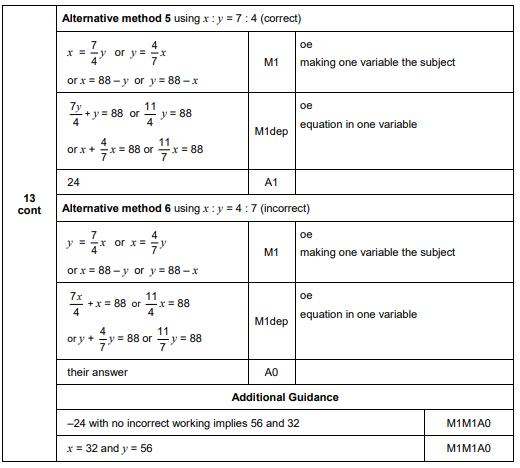 Alternative method 5 using x : y = 7 : 4 (correct)
x = 7/4 y or y = 4/7 x
or x = 88 – y or y = 88 – x
M1
oe
making one variable the subject
7y/4 + y = 88 or 11/4 y = 88
or x + 4/7 x = 88 or 11/7 x = 88
M1dep
oe
equation in one variable
24
A1
13
cont
Alternative method 6 using x : y = 4 : 7 (incorrect)
y = 7/4 x or x = 4/7 y
or x = 88 – y or y = 88 – x
M1
oe
making one variable the subject
7x/4 + x = 88 or 11/4 x = 88
or y + 4/7 y = 88 or 11/7 y = 88
M1dep
oe
equation in one variable
their answer
A0
Additional Guidance
–24 with no incorrect working implies 56 and 32
M1M1A0
x = 32 and y = 56
M1M1A0